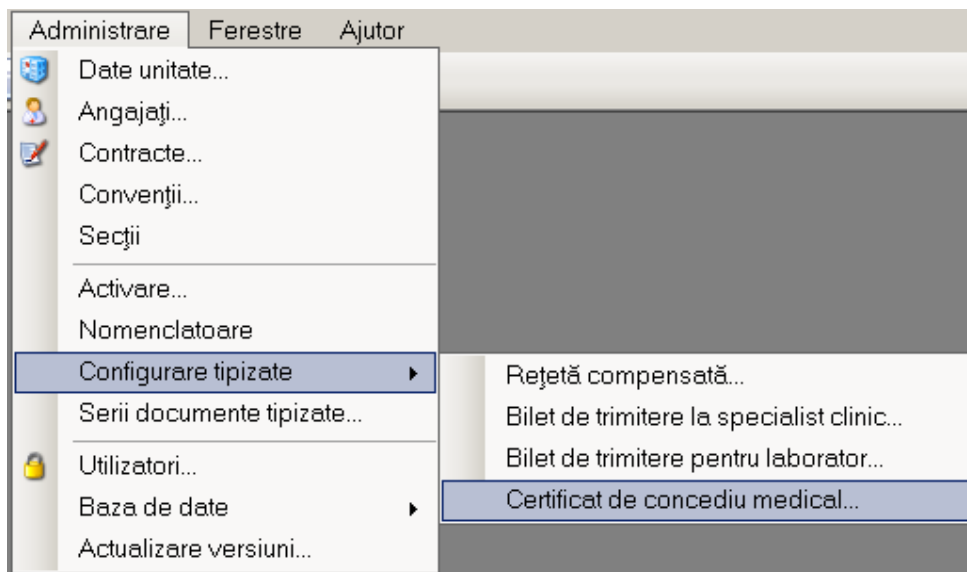 Administrare Ferestre Ajutor
Date unitate...
Angajaţi...
Contracte...
Convenţii...
Secţii
Activare...
Nomenclatoare
Configurare tipizate
Serii documente tipizate...
Utilizatori...
Baza de date
Actualizare versiuni...
Reţetă compensată...
Bilet de trimitere la specialist clinic...
Bilet de trimitere pentru laborator...
Certificat de concediu medical...